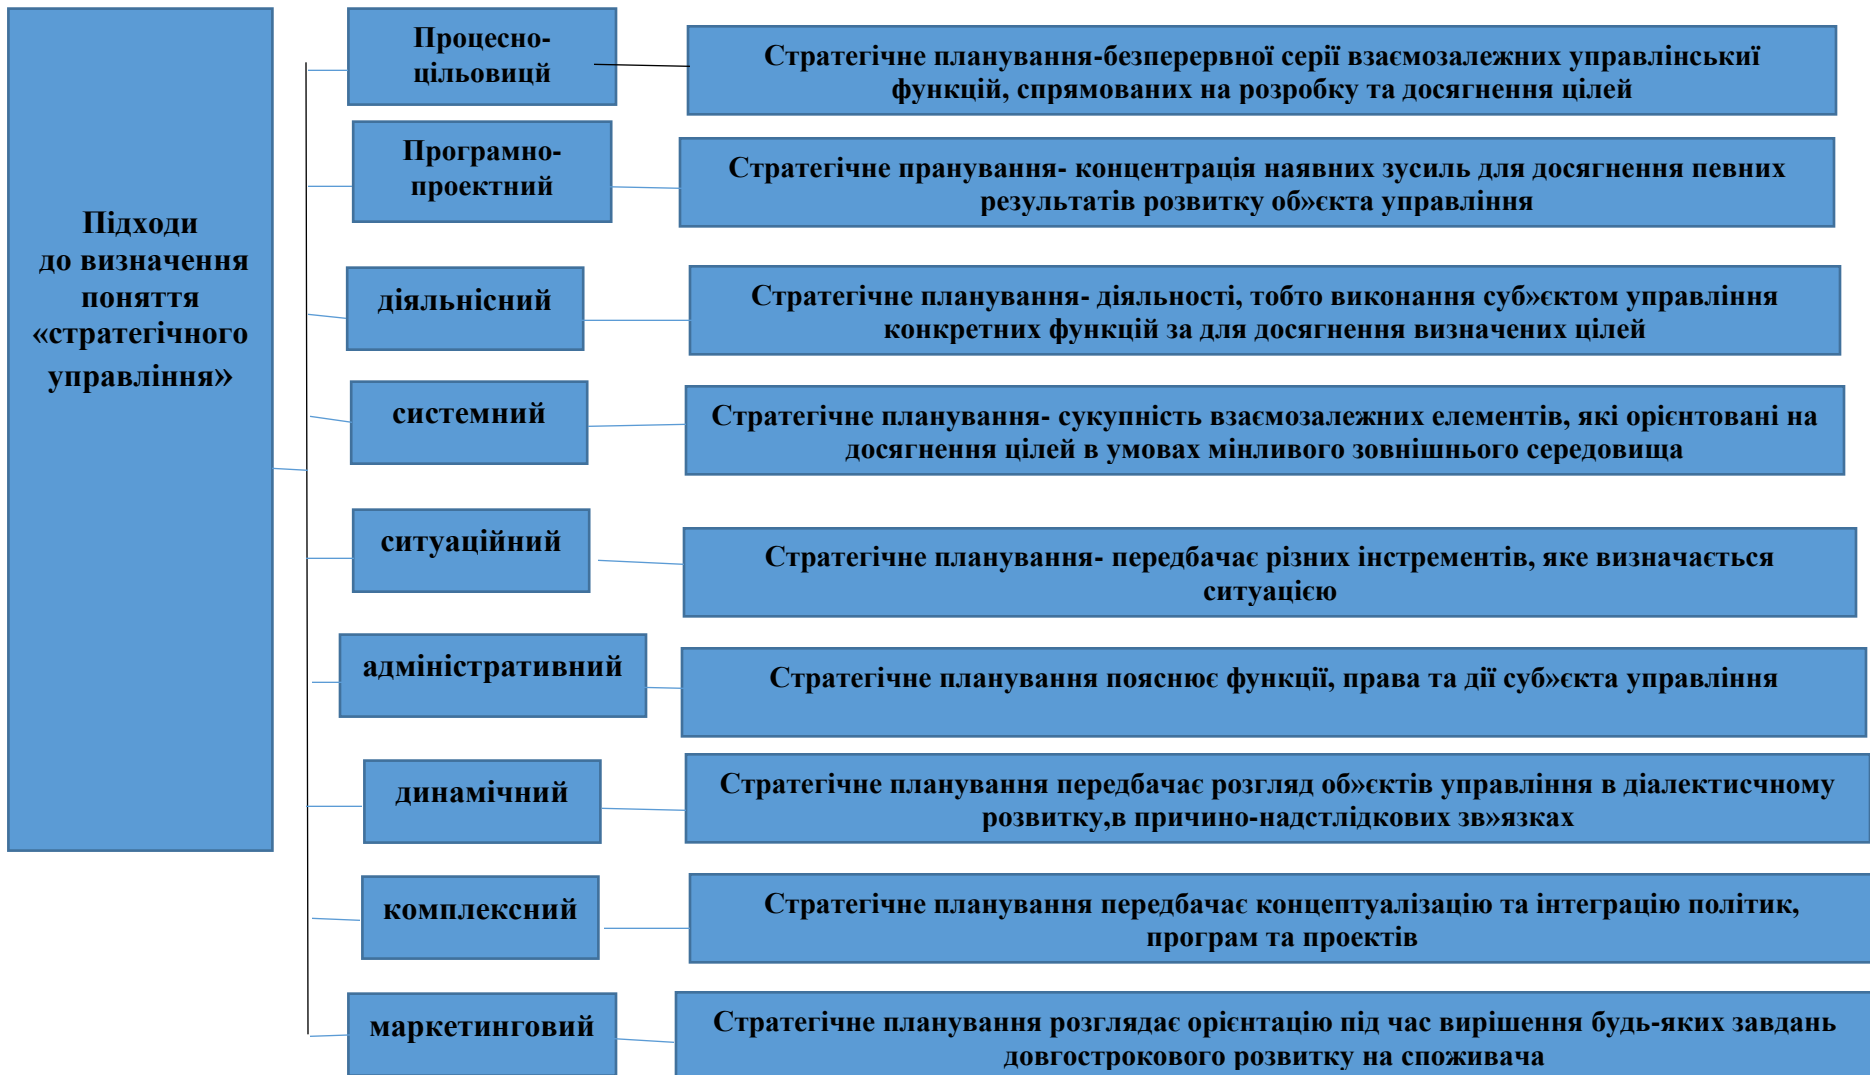 Підходи
до визначення
поняття
«стратегічного
управління»
Процесно-
цільовицй
Стратегічне планування-безперервної серії взаємозалежних управлінськиї
функцій, спрямованих на розробку та досягнення цілей
Програмно-
проектний
Стратегічне пранування- концентрація наявних зусиль для досягнення певних
результатів розвитку об»єкта управління
діяльнісний
Стратегічне планування- діяльності, тобто виконання суб»єктом управління
конкретних функцій за для досягнення визначених цілей
системний
Стратегічне планування- сукупність взаємозалежних елементів, які орієнтовані на
досягнення цілей в умовах мінливого зовнішнього середовища
ситуаційний
Стратегічне планування- передбачає різних інстрементів, яке визначається
ситуацією
адміністративний
Стратегічне планування пояснює функції, права та дії суб»єкта управління
динамічний
Стратегічне планування передбачає розгляд об»єктів управління в діалектисчному
розвитку,в причино-надстлідкових зв»язках
комплексний
Стратегічне планування передбачає концептуалізацію та інтеграцію політик,
програм та проектів
маркетинговий
Стратегічне планування розглядає орієнтацію під час вирішення будь-яких завдань
довгострокового розвитку на споживача